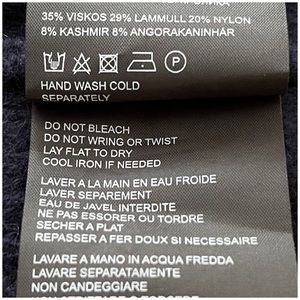 35% VISKOS 29% LAMMULL 20% NYLON
8% KASHMIR 8% ANGORAKANINHÅR
P
HAND WASH COLD
SEPARATELY
DO NOT BLEACH
DO NOT WRING OR TWIST
LAY FLAT TO DRY
COOL IRON IF NEEDED
LAVER A LA MAIN EN EAU FROIDE
LAVER SEPAREMENT
EAU DE JAVEL INTERDITE
NE PAS ESSORER OU TORDRE
SECHER A PLAT
REPASSER A FER DOUX SI NECESSAIRE
LAVARE A MANO IN ACQUA FREDDA
LAVARE SEPARATAMENTE
NON CANDEGGIARE